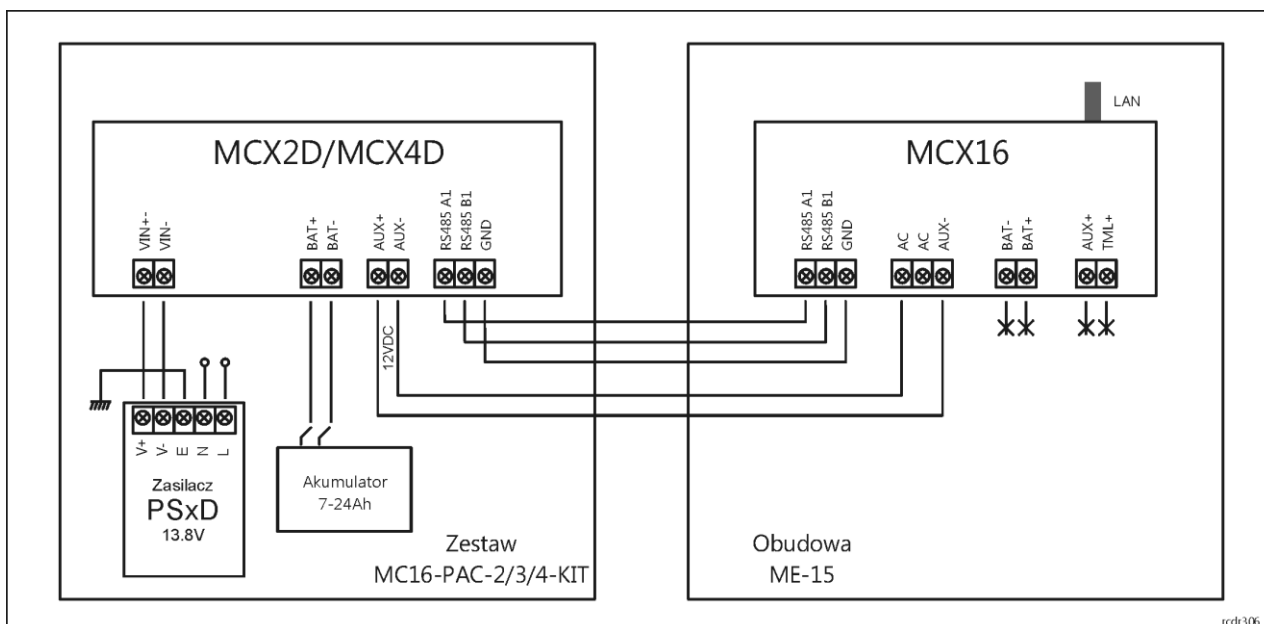 LAN
MCX2D/MCX4D
MCX16
VIN+-
VIN-
BAT+
BAT-
AUX+
AUX-
RS485 A1
RS485 B1
GND
RS485 A1
RS485 B1
GND
AC
AC
AUX-
BAT-
BAT+
AUX+
TML+
12VDC
V+
V-
E
N
L
Zasilacz
PSxD
13.8V
Akumulator
7-24Ah
Zestaw
MC16-PAC-2/3/4-KIT
Obudowa
ME-15
rcdr306